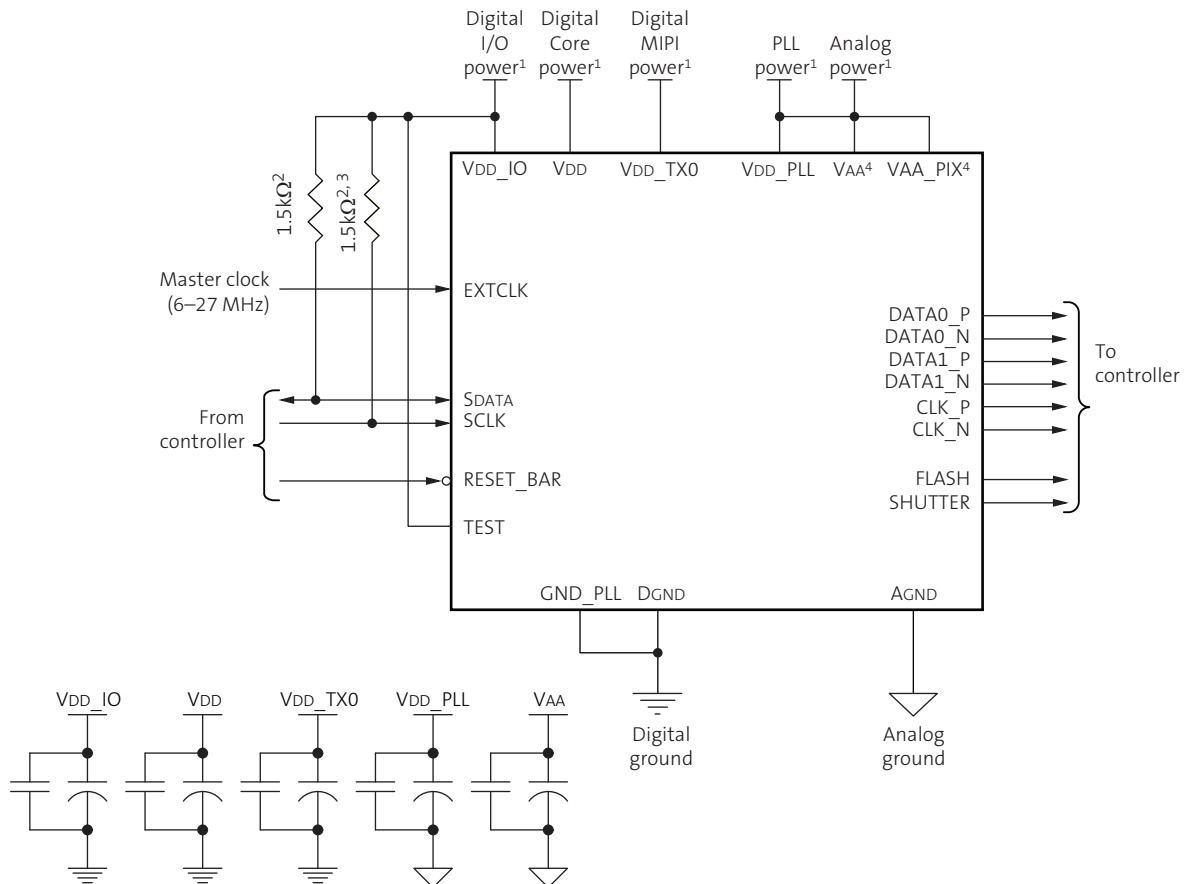 Digital
I/O
power1
Digital
Core
power1
Digital
MIPI
power1
PLL
power1
Analog
power1
VDD_IO
VDD
VDD_TX0
VDD_PLL
VAA4
VAA_PIX4
1.5kΩ2
1.5kΩ2, 3
Master clock
(6–27 MHz)
EXTCLK
DATA0_P
DATA0_N
DATA1_P
DATA1_N
CLK_P
CLK_N
FLASH
SHUTTER
To
controller
From
controller
SDATA
SCLK
RESET_BAR
TEST
GND_PLL
DGND
AGND
Digital
ground
Analog
ground
VDD_IO
VDD
VDD_TX0
VDD_PLL
VAA